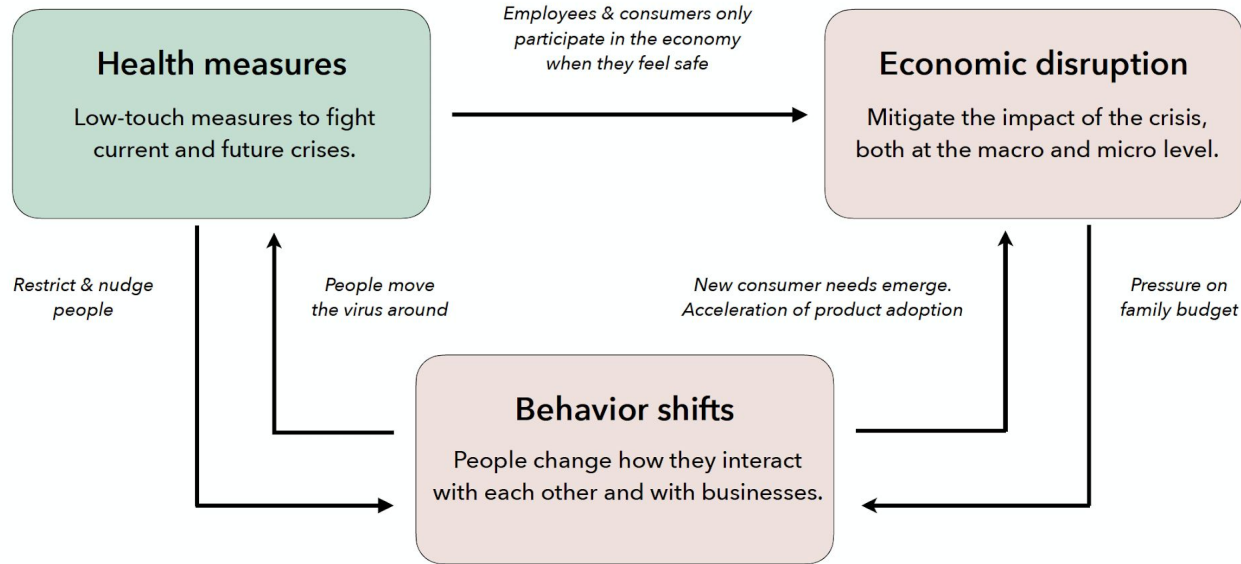 Employees & consumers only
participate in the economy
when they feel safe
Health measures
Low-touch measures to fight
current and future crises.
Economic disruption
Mitigate the impact of the crisis,
both at the macro and micro level.
Restrict & nudge
people
People move
the virus around
New consumer needs emerge.
Acceleration of product adoption
Pressure on
family budget
Behavior shifts
People change how they interact
with each other and with businesses.